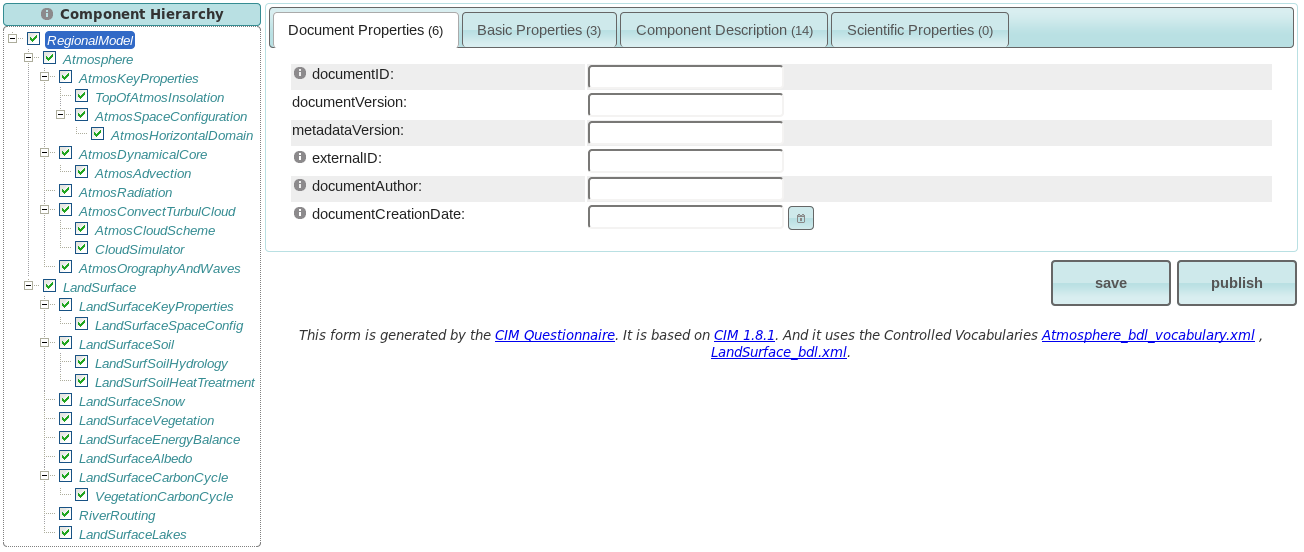 Component Hierarchy
RegionalModel
Atmosphere
AtmosKeyProperties
TopOfAtmosInsolation
AtmosSpaceConfiguration
AtmosHorizontalDomain
AtmosDynamicalCore
AtmosAdvection
AtmosRadiation
AtmosConvectTurbulCloud
AtmosCloudScheme
CloudSimulator
AtmosOrographyAndWaves
LandSurface
LandSurfaceKeyProperties
LandSurfaceSpaceConfig
LandSurfaceSoil
LandSurfSoilHydrology
LandSurfSoilHeatTreatment
LandSurfaceSnow
LandSurfaceVegetation
LandSurfaceEnergyBalance
LandSurfaceAlbedo
LandSurfaceCarbonCycle
VegetationCarbonCycle
RiverRouting
LandSurfaceLakes
Document Properties (6) Basic Properties (3) Component Description (14) Scientific Properties (0)
documentID:
documentVersion:
metadataVersion:
externalID:
documentAuthor:
documentCreationDate:
save publish
This form is generated by the CIM Questionnaire. It is based on CIM 1.8.1. And it uses the Controlled Vocabularies Atmosphere_bdl_vocabulary.xml ,
LandSurface_bdl.xml.